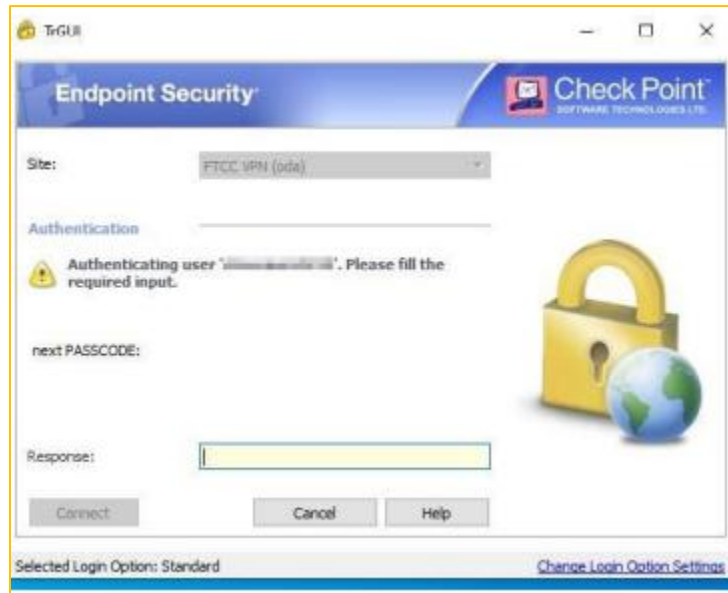 TrGUI
Endpoint Security
Check Point
SOFTWARE TECHNOLOGIES LTD.
Site:
FTCC VPN (oda)
Authentication
Authenticating user ' '. Please fill the
required input.
next PASSCODE:
Response:
Connect
Cancel
Help
Selected Login Option: Standard
Change Login Option Settings